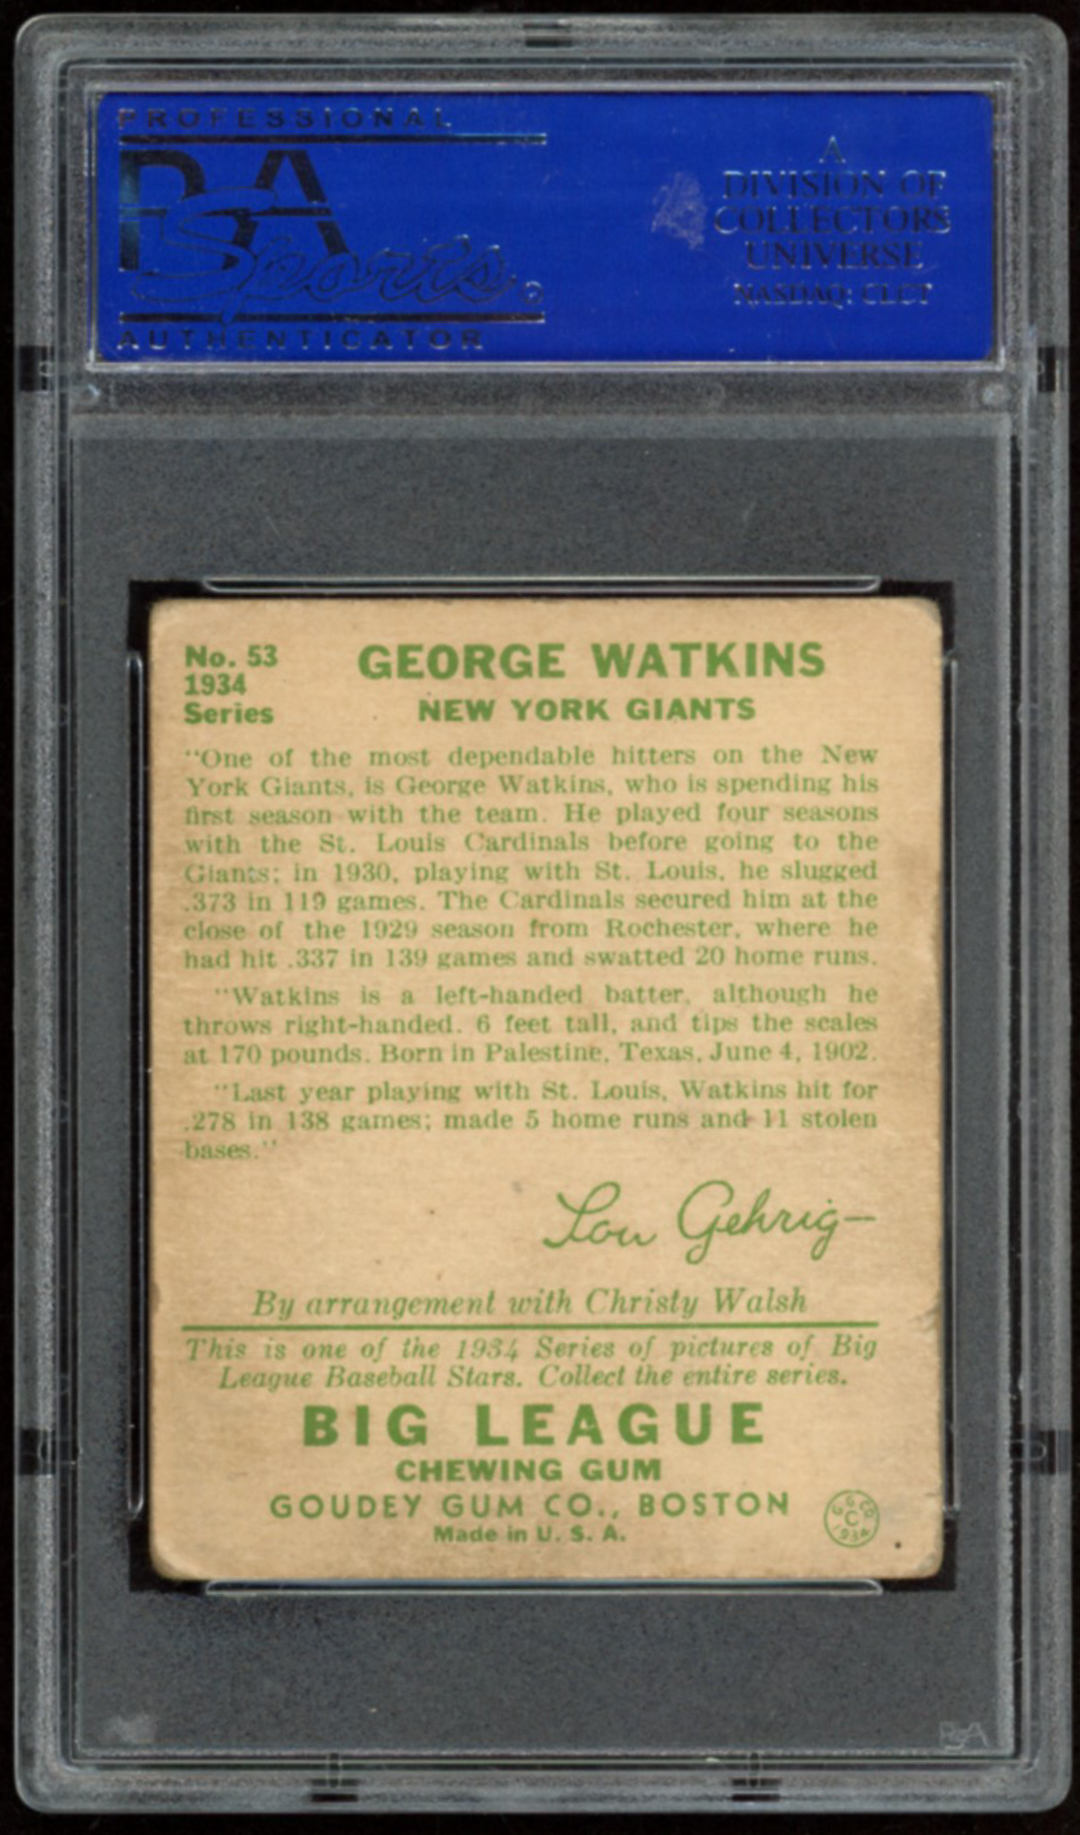 PROFESSIONAL
PSA
Sports
AUTHENTICATOR
A
DIVISION OF
COLLECTORS
UNIVERSE
NASDAQ: CLCT
No. 53
1934
Series
GEORGE WATKINS
NEW YORK GIANTS
"One of the most dependable hitters on the New
York Giants, is George Watkins, who is spending his
first season with the team. He played four seasons
with the St. Louis Cardinals before going to the
Giants; in 1930, playing with St. Louis, he slugged
.373 in 119 games. The Cardinals secured him at the
close of the 1929 season from Rochester, where he
had hit .337 in 139 games and swatted 20 home runs.
"Watkins is a left-handed batter, although he
throws right-handed. 6 feet tall, and tips the scales
at 170 pounds. Born in Palestine, Texas, June 4, 1902.
"Last year playing with St. Louis, Watkins hit for
.278 in 138 games; made 5 home runs and 11 stolen
bases."
Lou Gehrig
By arrangement with Christy Walsh
This is one of the 1934 Series of pictures of Big
League Baseball Stars. Collect the entire series.
BIG LEAGUE
CHEWING GUM
GOUDEY GUM CO., BOSTON
Made in U. S. A.
G. G. CO.
C
1934
PSA